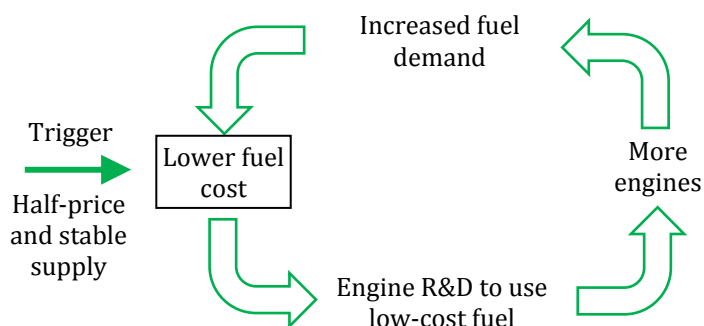 Increased fuel
demand
Trigger
Lower fuel
cost
Half-price
and stable
supply
More
engines
Engine R&D to use
low-cost fuel